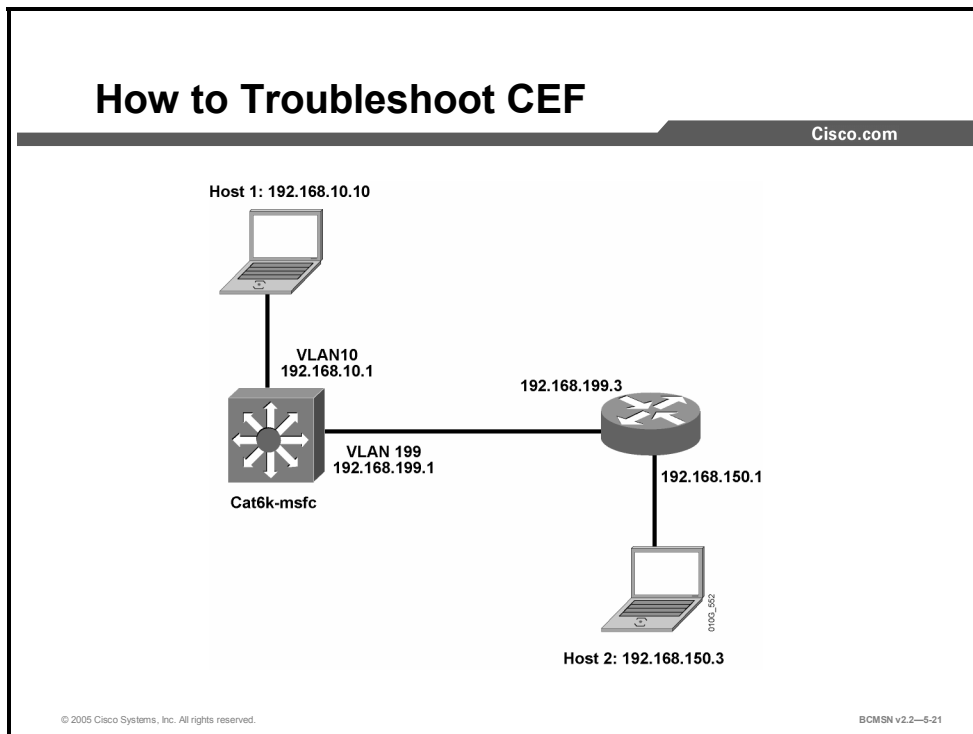 How to Troubleshoot CEF
Cisco.com
Host 1: 192.168.10.10
VLAN10
192.168.10.1
192.168.199.3
VLAN 199
192.168.199.1
192.168.150.1
Cat6k-msfc
010G_552
Host 2: 192.168.150.3
© 2005 Cisco Systems, Inc. All rights reserved.
BCMSN v2.2—5-21